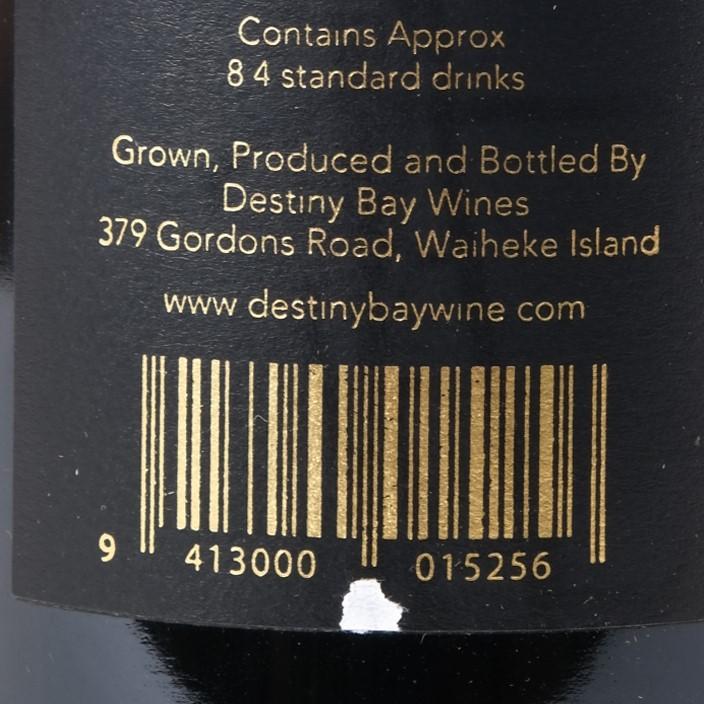 Contains Approx
8 4 standard drinks
Grown, Produced and Bottled By
Destiny Bay Wines
379 Gordons Road, Waiheke Island
www destinybaywine com
9 413000 015256